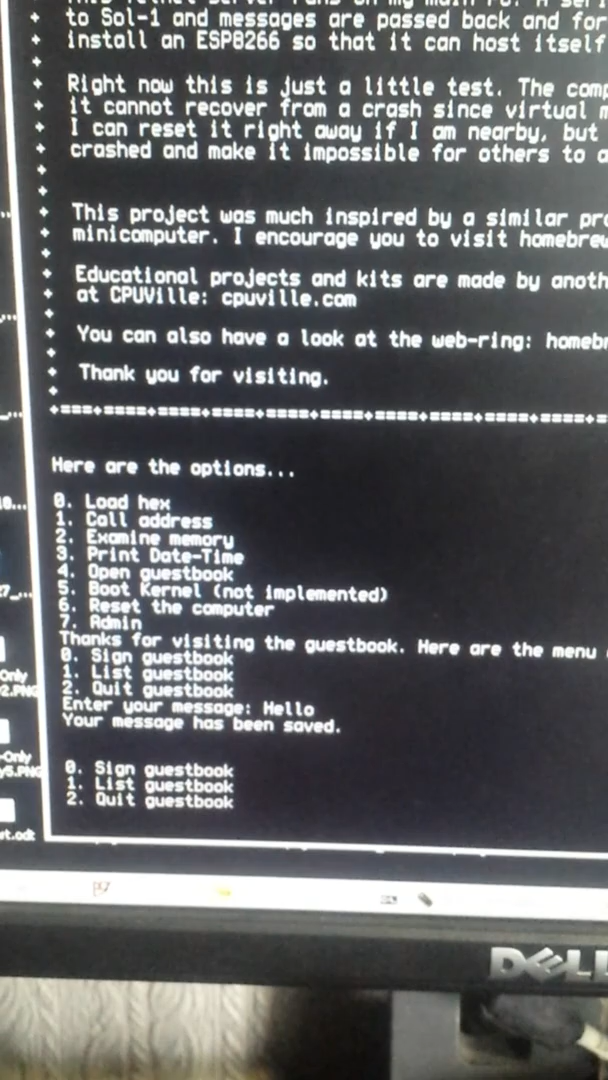 to Sol-1 and messages are passed back and for
install an ESP8266 so that it can host itself
+
+ Right now this is just a little test. The comp
+ it cannot recover from a crash since virtual m
+ I can reset it right away if I am nearby, but
+ crashed and make it impossible for others to a
+
+
+ This project was much inspired by a similar pro
+ minicomputer. I encourage you to visit homebrew
+
+ Educational projects and kits are made by anoth
+ at CPUVille: cpuville.com
+
+ You can also have a look at the web-ring: homebr
+
+ Thank you for visiting.
+
+===+====+====+====+====+====+====+====+====+====+=
Here are the options...
0. Load hex
1. Call address
2. Examine memory
3. Print Date-Time
4. Open guestbook
5. Boot Kernel (not implemented)
6. Reset the computer
7. Admin
Thanks for visiting the guestbook. Here are the menu
0. Sign guestbook
1. List guestbook
2. Quit guestbook
Enter your message: Hello
Your message has been saved.
0. Sign guestbook
1. List guestbook
2. Quit guestbook
DELL